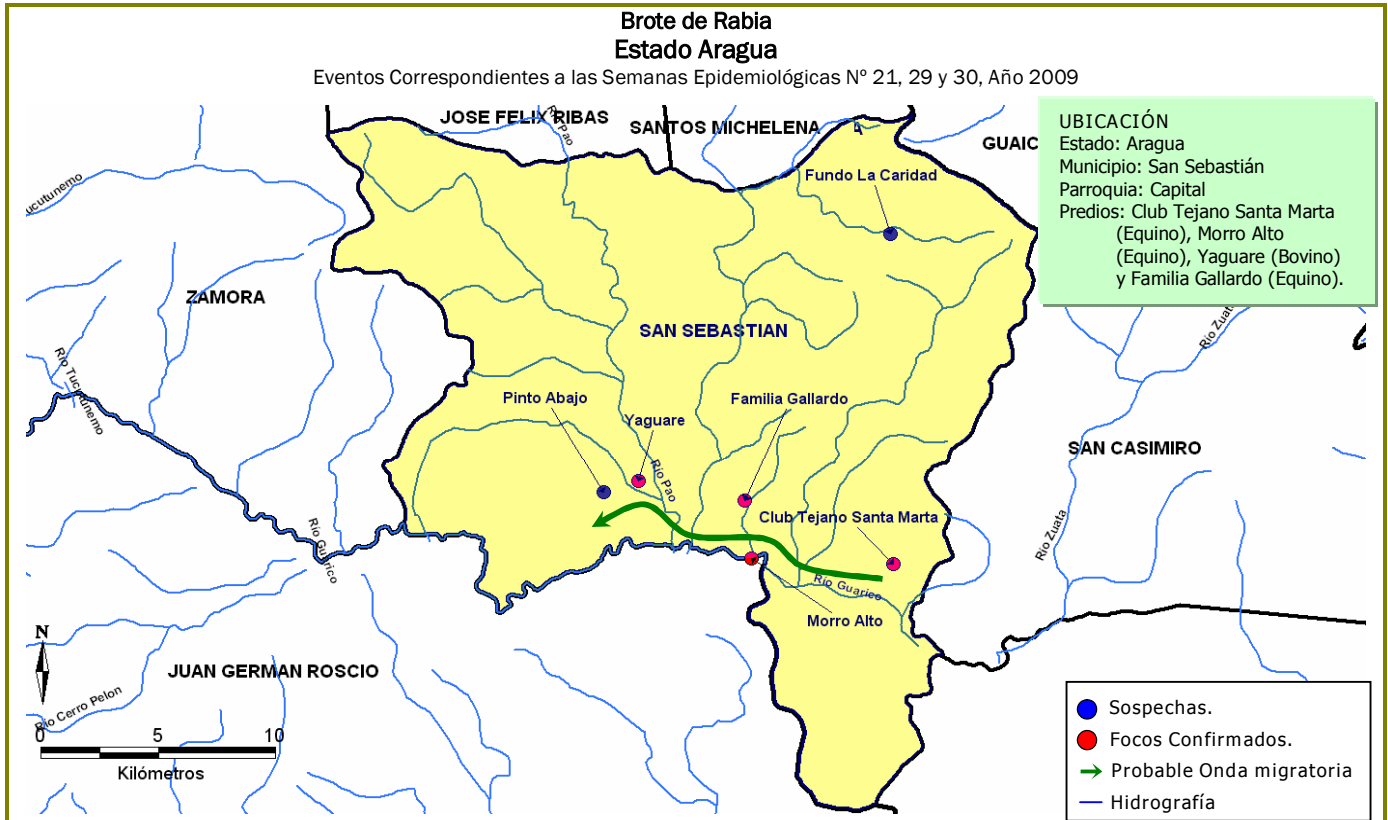 Brote de Rabia
Estado Aragua
Eventos Correspondientes a las Semanas Epidemiológicas Nº 21, 29 y 30, Año 2009
JOSE FELIX RIBAS
Río Pao
SANTOS MICHELENA
GUAIC
UBICACIÓN
Estado: Aragua
Municipio: San Sebastián
Parroquia: Capital
Predios: Club Tejano Santa Marta
(Equino), Morro Alto
(Equino), Yaguare (Bovino)
y Familia Gallardo (Equino).
Fundo La Caridad
ucutunemo
ZAMORA
SAN SEBASTIAN
Río Zuata
Río Tucutunemo
Pinto Abajo
Yaguare
Familia Gallardo
SAN CASIMIRO
Río Pao
Club Tejano Santa Marta
Río Guarico
Río Zuata
Río Guarico
Morro Alto
N
JUAN GERMAN ROSCIO
Río Cerro Pelon
0 5 10
Kilómetros
Sospechas.
Focos Confirmados.
Probable Onda migratoria
Hidrografía